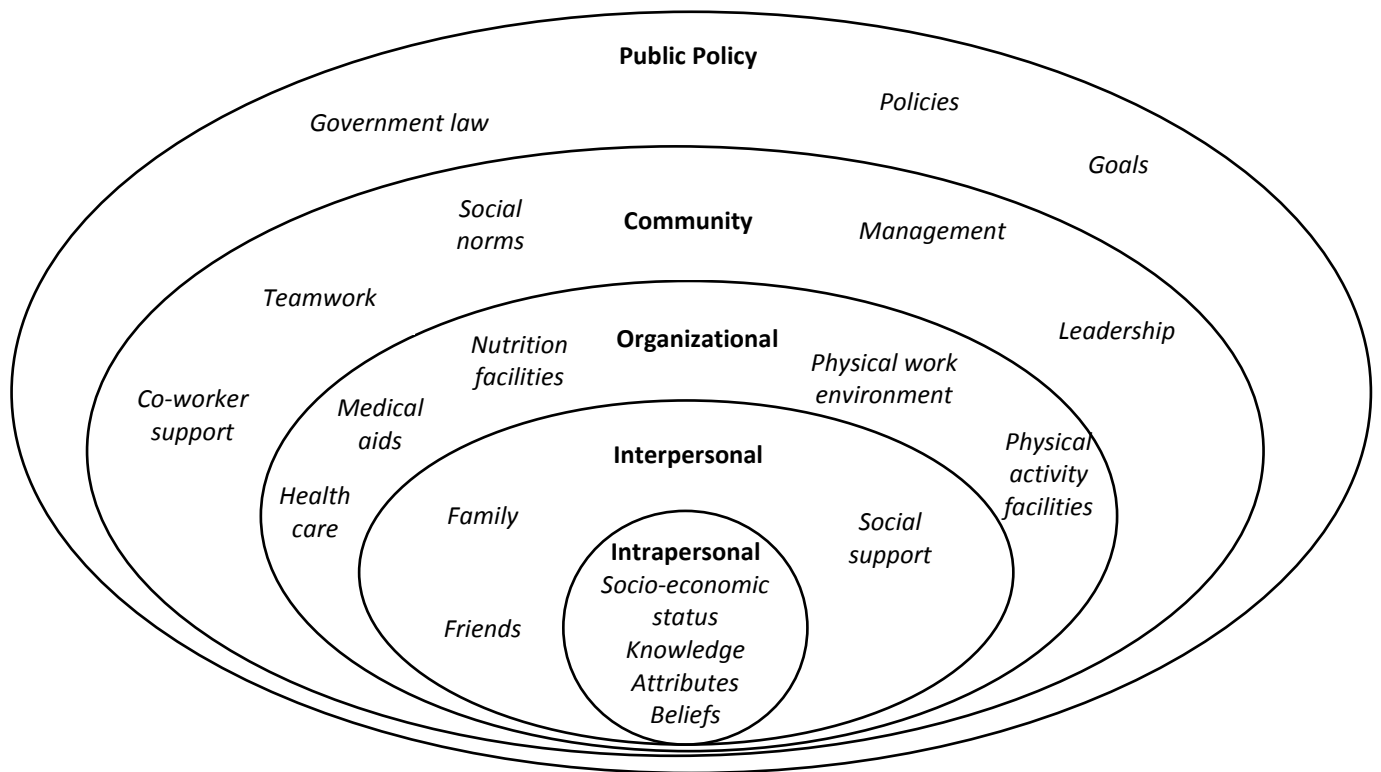 Public Policy
Government law
Policies
Goals
Community
Social
norms
Management
Teamwork
Leadership
Co-worker
support
Organizational
Nutrition
facilities
Physical work
environment
Medical
aids
Physical
activity
facilities
Health
care
Interpersonal
Family
Social
support
Friends
Intrapersonal
Socio-economic
status
Knowledge
Attributes
Beliefs